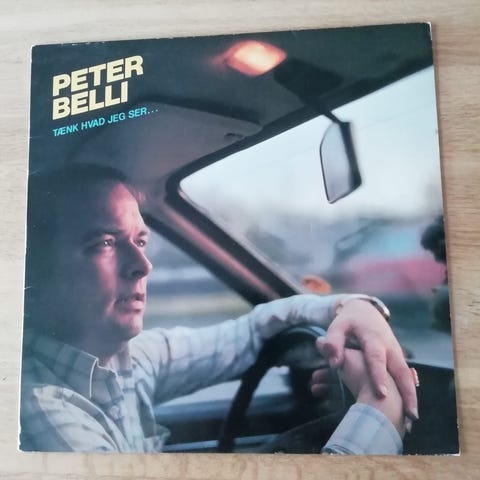 PETER
BELLI
TÆNK HVAD JEG SER...